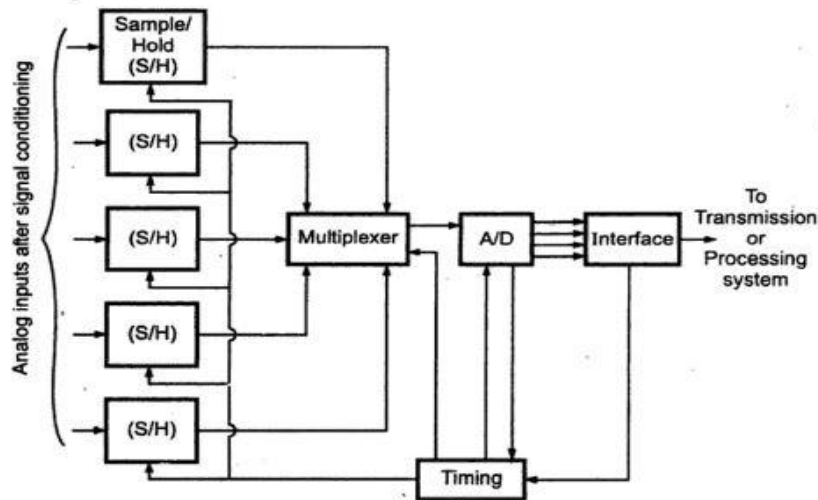 Analog inputs after signal conditioning
Sample/
Hold
(S/H)
(S/H)
(S/H)
(S/H)
(S/H)
Multiplexer
A/D
Interface
To
Transmission
or
Processing
system
Timing